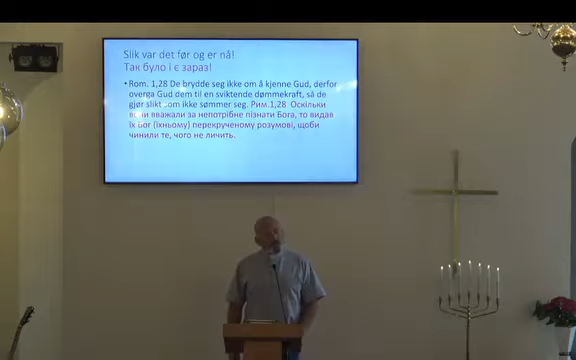 Slik var det før og er nå!
Так було і є зараз!
• Rom. 1,28 De brydde seg ikke om å kjenne Gud, derfor
overga Gud dem til en sviktende dømmekraft, så de
gjør slikt som ikke sømmer seg. Рим.1,28 Оскільки
вони вважали за непотрібне пізнати Бога, то видав
їх Бог (їхньому) перекрученому розумові, щоби
чинили те, чого не личить.